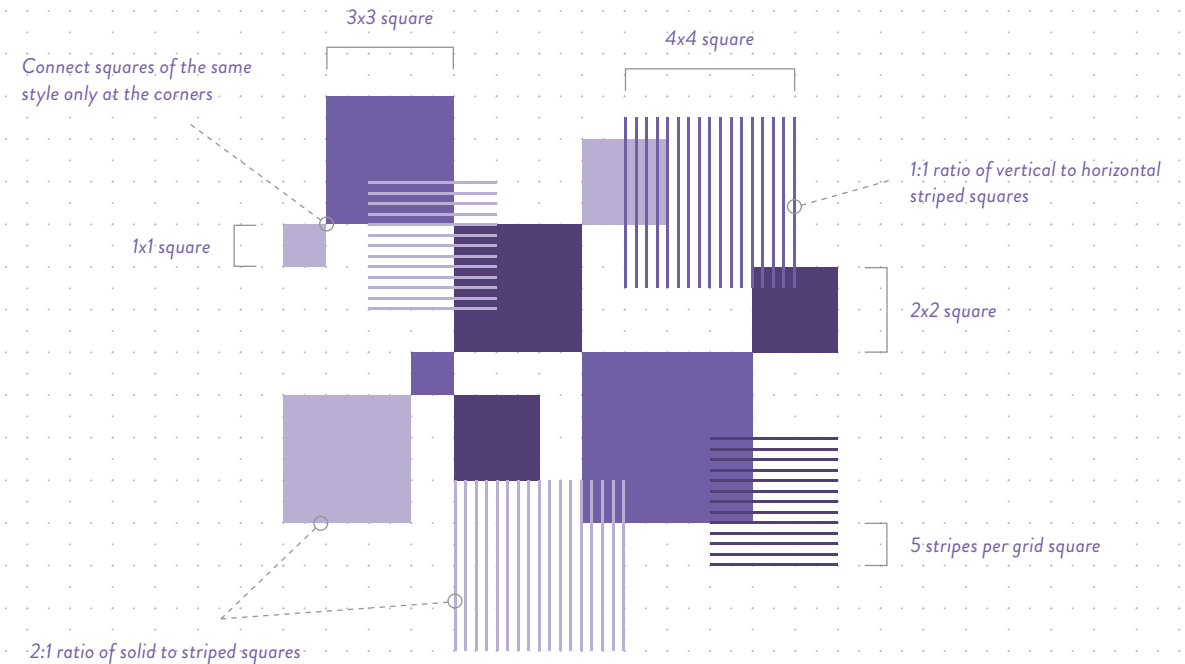 3x3 square
4x4 square
Connect squares of the same
style only at the corners
1:1 ratio of vertical to horizontal
striped squares
1x1 square
2x2 square
5 stripes per grid square
2:1 ratio of solid to striped squares